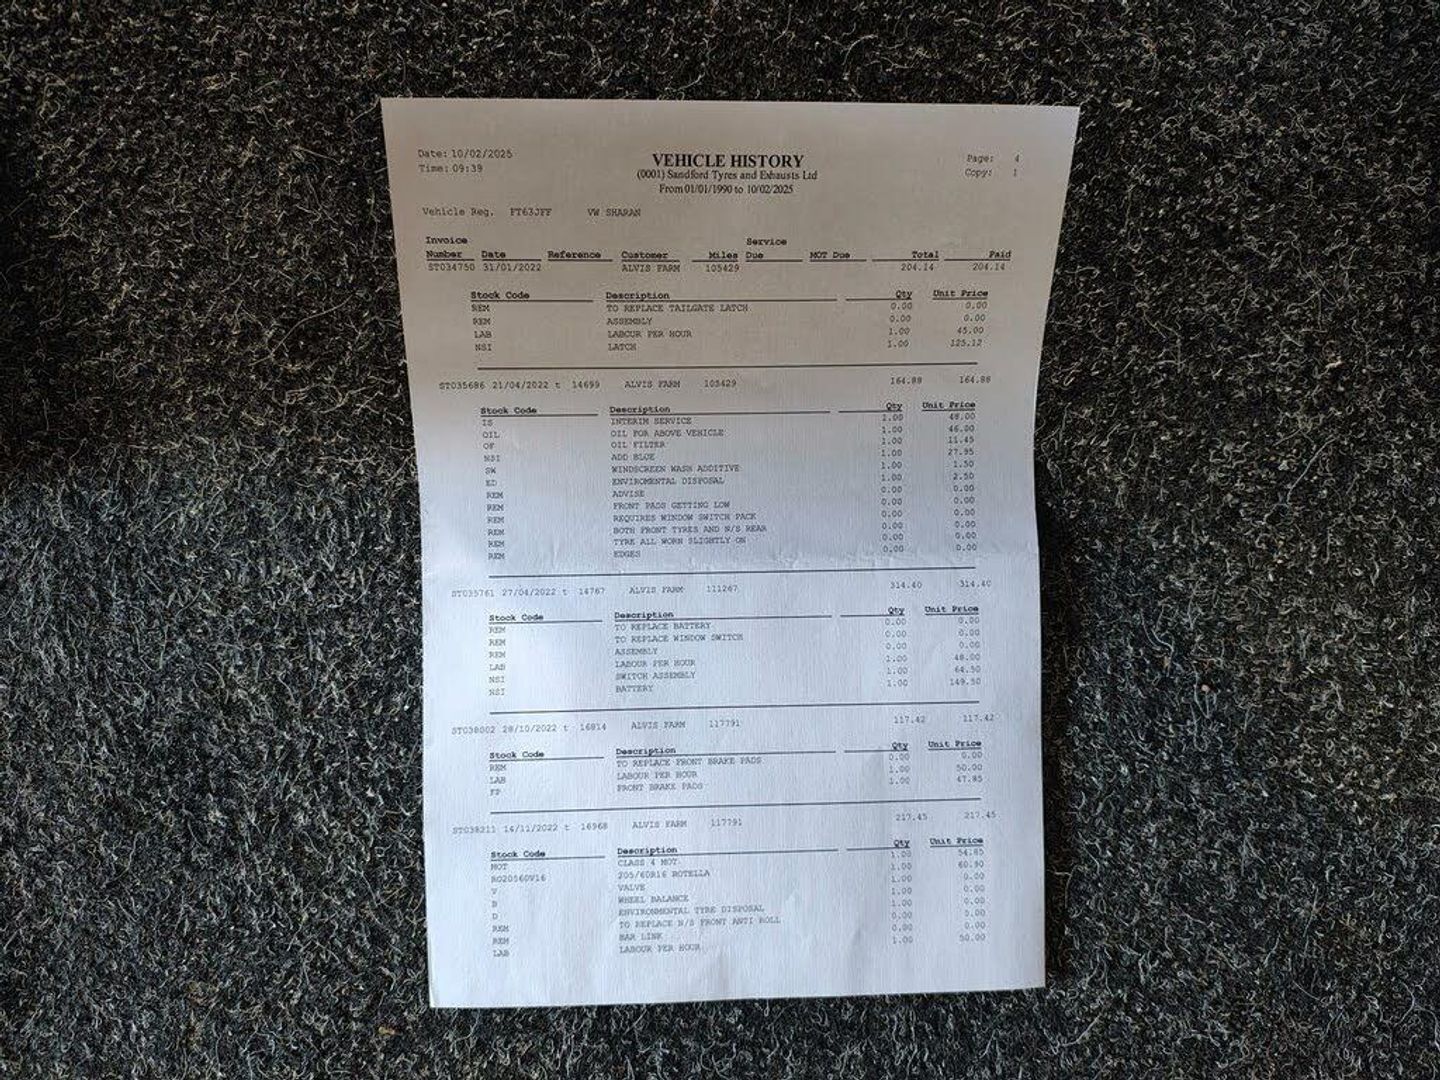 Date: 10/02/2025
Time: 09:39
VEHICLE HISTORY
(0001) Sandford Tyres and Exhausts Ltd
From 01/01/1990 to 10/02/2025
Page: 4
Copy: 1
Vehicle Reg. FT63JFF VW SHARAN
Invoice Service
Number Date Reference Customer Miles Due MOT Due Total Paid
ST034750 31/01/2022 ALVIS FARM 105429 204.14 204.14
Stock Code Description Qty Unit Price
REM TO REPLACE TAILGATE LATCH 0.00 0.00
REM ASSEMBLY 0.00 0.00
LAB LABOUR PER HOUR 1.00 45.00
NSI LATCH 1.00 125.12
ST035686 21/04/2022 t 14699 ALVIS FARM 105429 164.88 164.88
Stock Code Description Qty Unit Price
IS INTERIM SERVICE 1.00 48.00
OIL OIL FOR ABOVE VEHICLE 1.00 46.00
OF OIL FILTER 1.00 11.45
NSI ADD BLUE 1.00 27.95
SW WINDSCREEN WASH ADDITIVE 1.00 1.50
ED ENVIROMENTAL DISPOSAL 1.00 2.50
REM ADVISE 0.00 0.00
REM FRONT PADS GETTING LOW 0.00 0.00
REM REQUIRES WINDOW SWITCH PACK 0.00 0.00
REM BOTH FRONT TYRES AND N/S REAR 0.00 0.00
REM TYRE ALL WORN SLIGHTLY ON 0.00 0.00
REM EDGES 0.00 0.00
ST035761 27/04/2022 t 14767 ALVIS FARM 111267 314.40 314.40
Stock Code Description Qty Unit Price
REM TO REPLACE BATTERY 0.00 0.00
REM TO REPLACE WINDOW SWITCH 0.00 0.00
REM ASSEMBLY 0.00 0.00
LAB LABOUR PER HOUR 1.00 48.00
NSI SWITCH ASSEMBLY 1.00 64.50
NSI BATTERY 1.00 149.50
ST038002 28/10/2022 t 16814 ALVIS FARM 117791 117.42 117.42
Stock Code Description Qty Unit Price
REM TO REPLACE FRONT BRAKE PADS 0.00 0.00
LAB LABOUR PER HOUR 1.00 50.00
FP FRONT BRAKE PADS 1.00 47.85
ST038211 14/11/2022 t 16968 ALVIS FARM 117791 217.45 217.45
Stock Code Description Qty Unit Price
MOT CLASS 4 MOT. 1.00 54.85
RO20560V16 205/60R16 ROTELLA 1.00 60.90
V VALVE 1.00 0.00
B WHEEL BALANCE 1.00 0.00
D ENVIRONMENTAL TYRE DISPOSAL 1.00 0.00
REM TO REPLACE N/S FRONT ANTI ROLL 0.00 0.00
REM BAR LINK 0.00 0.00
LAB LABOUR PER HOUR 1.00 50.00